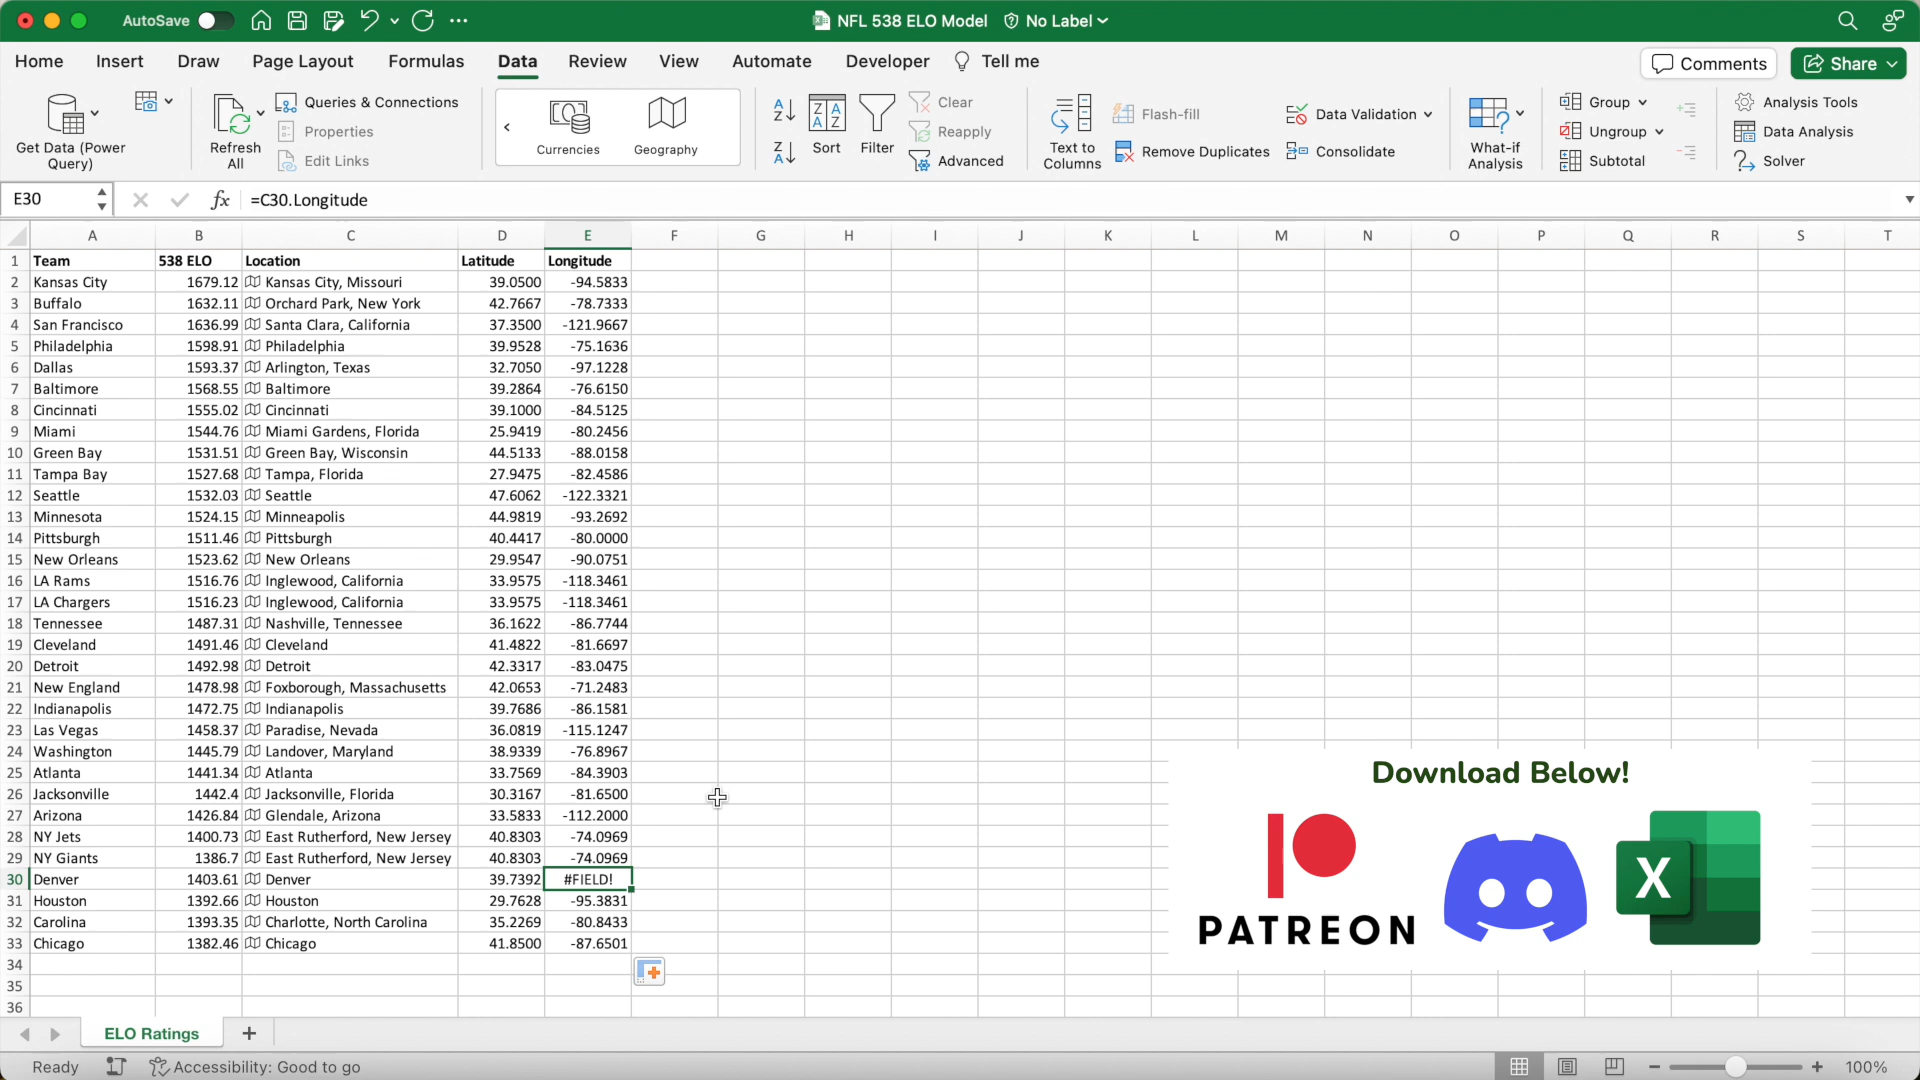 AutoSave
NFL 538 ELO Model
No Label
Home Insert Draw Page Layout Formulas Data Review View Automate Developer Tell me
Comments
Share
Get Data (Power Query)
Refresh All
Queries & Connections
Properties
Edit Links
Currencies
Geography
Sort
Filter
Clear
Reapply
Advanced
Text to Columns
Flash-fill
Remove Duplicates
Data Validation
Consolidate
What-if Analysis
Group
Ungroup
Subtotal
Analysis Tools
Data Analysis
Solver
E30 fx =C30.Longitude
A B C D E F G H I J K L M N O P Q R S T
1 Team 538 ELO Location Latitude Longitude
2 Kansas City 1679.12 Kansas City, Missouri 39.0500 -94.5833
3 Buffalo 1632.11 Orchard Park, New York 42.7667 -78.7333
4 San Francisco 1636.99 Santa Clara, California 37.3500 -121.9667
5 Philadelphia 1598.91 Philadelphia 39.9528 -75.1636
6 Dallas 1593.37 Arlington, Texas 32.7050 -97.1228
7 Baltimore 1568.55 Baltimore 39.2864 -76.6150
8 Cincinnati 1555.02 Cincinnati 39.1000 -84.5125
9 Miami 1544.76 Miami Gardens, Florida 25.9419 -80.2456
10 Green Bay 1531.51 Green Bay, Wisconsin 44.5133 -88.0158
11 Tampa Bay 1527.68 Tampa, Florida 27.9475 -82.4586
12 Seattle 1532.03 Seattle 47.6062 -122.3321
13 Minnesota 1524.15 Minneapolis 44.9819 -93.2692
14 Pittsburgh 1511.46 Pittsburgh 40.4417 -80.0000
15 New Orleans 1523.62 New Orleans 29.9547 -90.0751
16 LA Rams 1516.76 Inglewood, California 33.9575 -118.3461
17 LA Chargers 1516.23 Inglewood, California 33.9575 -118.3461
18 Tennessee 1487.31 Nashville, Tennessee 36.1622 -86.7744
19 Cleveland 1491.46 Cleveland 41.4822 -81.6697
20 Detroit 1492.98 Detroit 42.3317 -83.0475
21 New England 1478.98 Foxborough, Massachusetts 42.0653 -71.2483
22 Indianapolis 1472.75 Indianapolis 39.7686 -86.1581
23 Las Vegas 1458.37 Paradise, Nevada 36.0819 -115.1247
24 Washington 1445.79 Landover, Maryland 38.9339 -76.8967
25 Atlanta 1441.34 Atlanta 33.7569 -84.3903
26 Jacksonville 1442.4 Jacksonville, Florida 30.3167 -81.6500
27 Arizona 1426.84 Glendale, Arizona 33.5833 -112.2000
28 NY Jets 1400.73 East Rutherford, New Jersey 40.8303 -74.0969
29 NY Giants 1386.7 East Rutherford, New Jersey 40.8303 -74.0969
30 Denver 1403.61 Denver 39.7392 #FIELD!
31 Houston 1392.66 Houston 29.7628 -95.3831
32 Carolina 1393.35 Charlotte, North Carolina 35.2269 -80.8433
33 Chicago 1382.46 Chicago 41.8500 -87.6501
34
35
36
Download Below!
PATREON
X
ELO Ratings
Ready
Accessibility: Good to go
100%